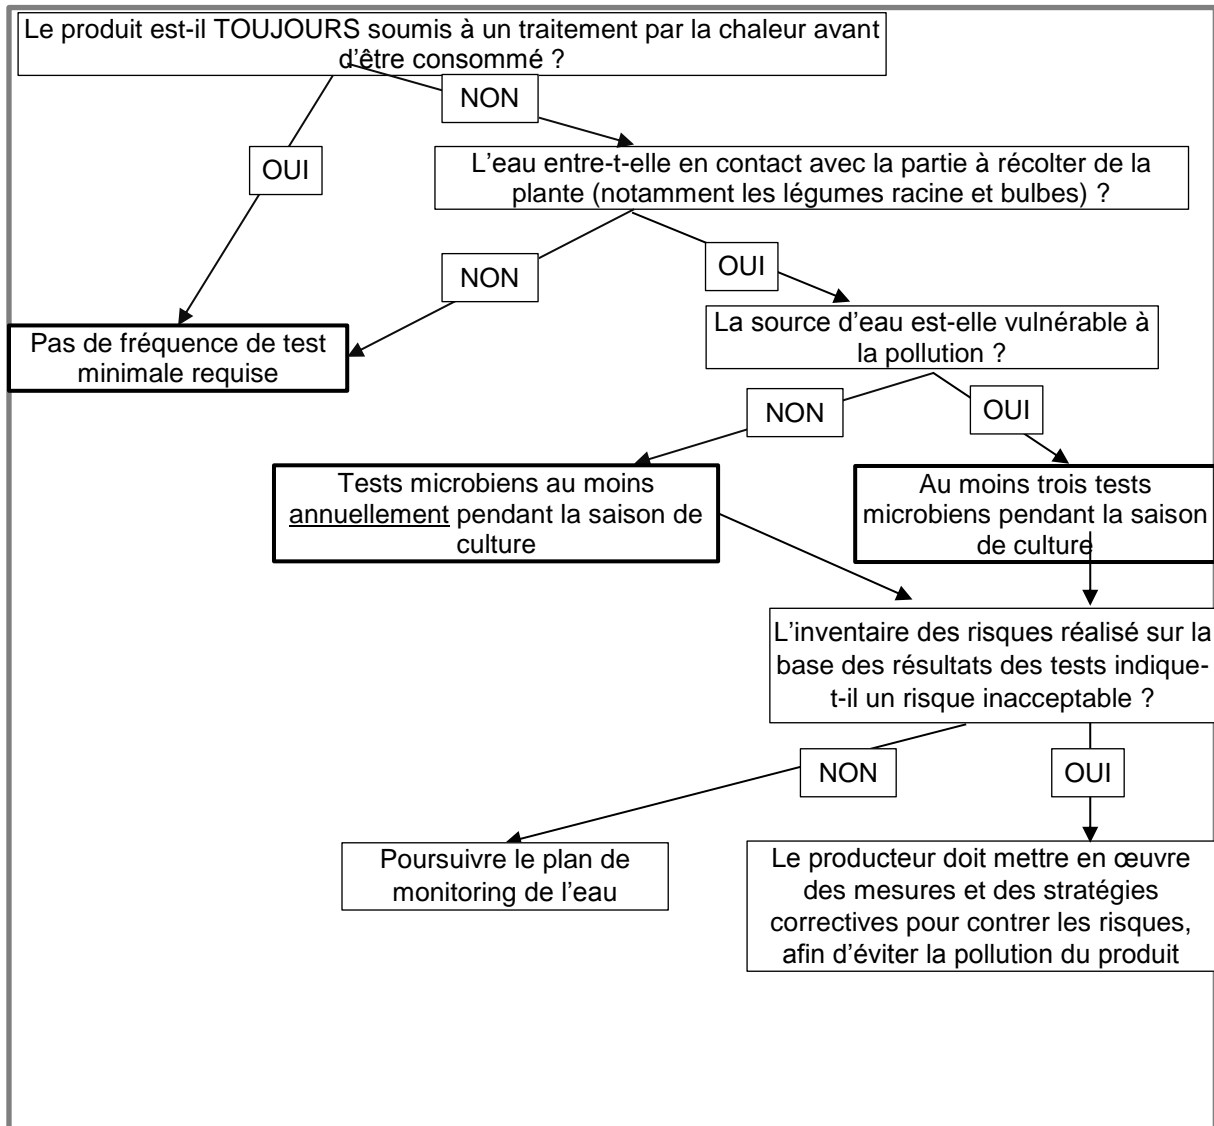 Le produit est-il TOUJOURS soumis à un traitement par la chaleur avant
d'être consommé ?
NON
OUI
L'eau entre-t-elle en contact avec la partie à récolter de la
plante (notamment les légumes racine et bulbes) ?
NON
OUI
La source d'eau est-elle vulnérable à
la pollution ?
Pas de fréquence de test
minimale requise
NON
OUI
Tests microbiens au moins
annuellement pendant la saison de
culture
Au moins trois tests
microbiens pendant la saison
de culture
L'inventaire des risques réalisé sur la
base des résultats des tests indique-
t-il un risque inacceptable ?
NON
OUI
Poursuivre le plan de
monitoring de l'eau
Le producteur doit mettre en œuvre
des mesures et des stratégies
correctives pour contrer les risques,
afin d'éviter la pollution du produit